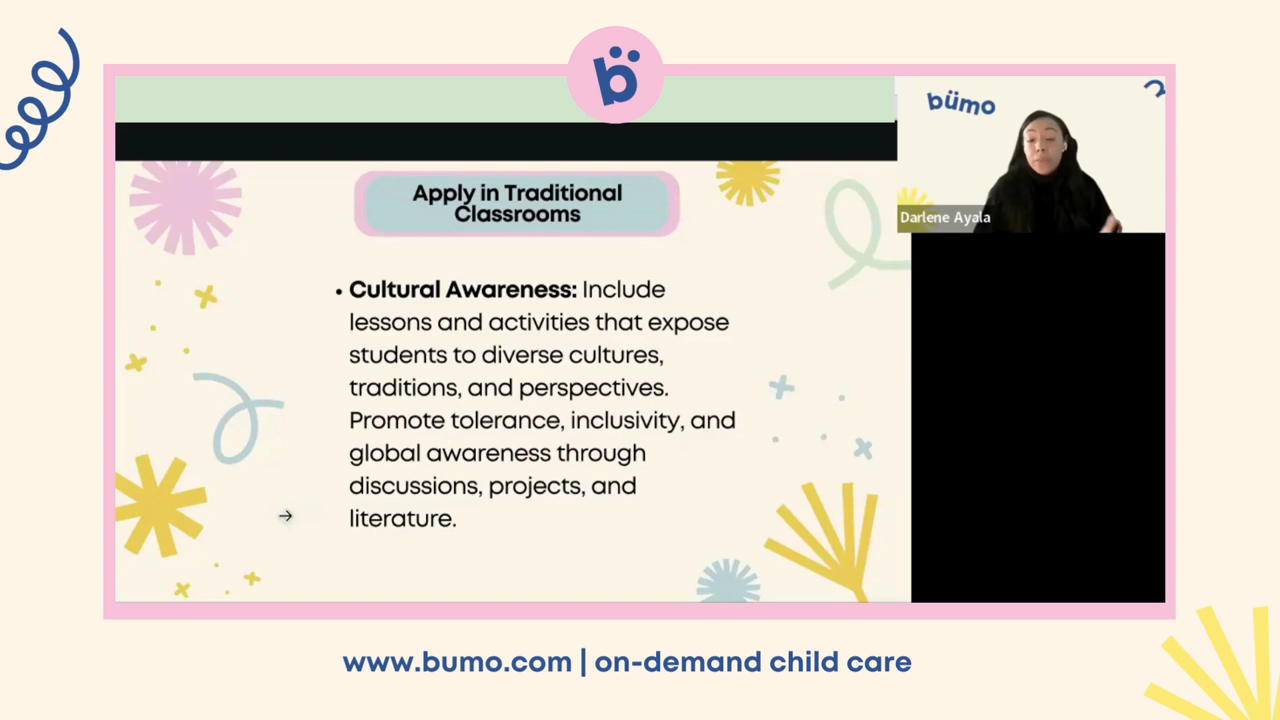 b̈
bümo
Darlene Ayala
Apply in Traditional
Classrooms
• Cultural Awareness: Include
lessons and activities that expose
students to diverse cultures,
traditions, and perspectives.
Promote tolerance, inclusivity, and
global awareness through
discussions, projects, and
literature.
www.bumo.com | on-demand child care